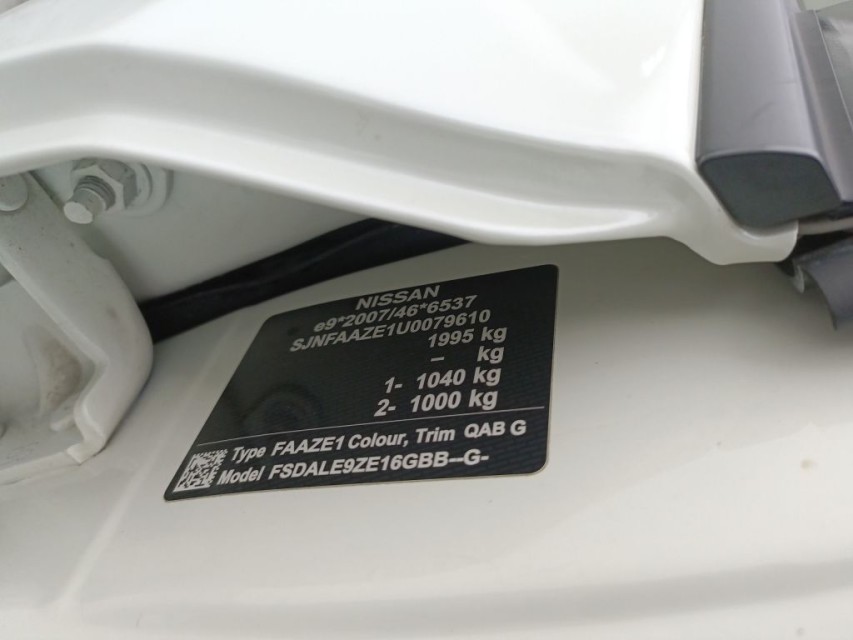 NISSAN
e9*2007/46*6537
SJNFAAZE1U0079610
1995 kg
– kg
1- 1040 kg
2- 1000 kg
Type FAAZE1 Colour, Trim QAB G
Model FSDALE9ZE16GBB--G-